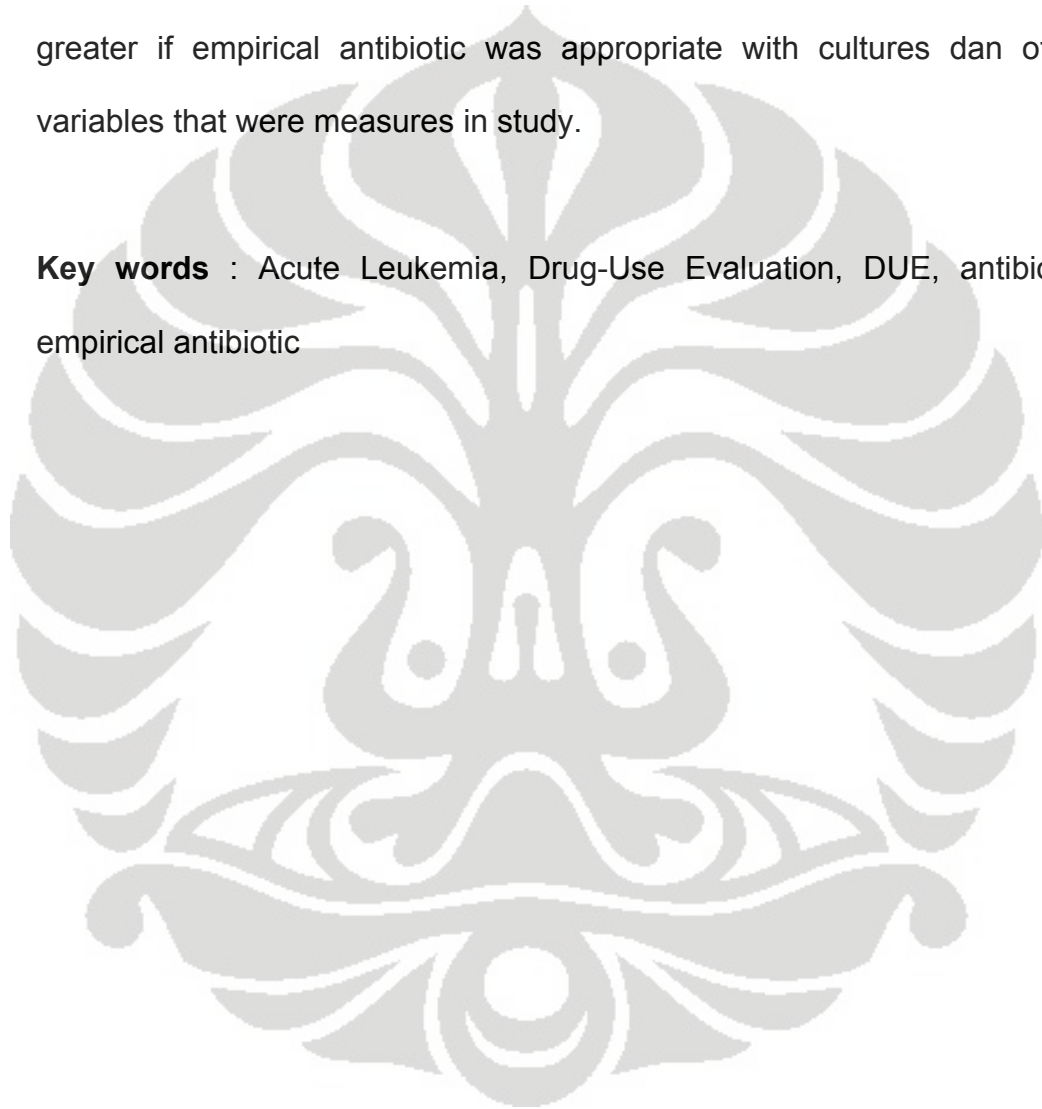 greater if empirical antibiotic was appropriate with cultures dan
variables that were measures in study.
Key words : Acute Leukemia, Drug-Use Evaluation, DUE,
empirical antibiotic